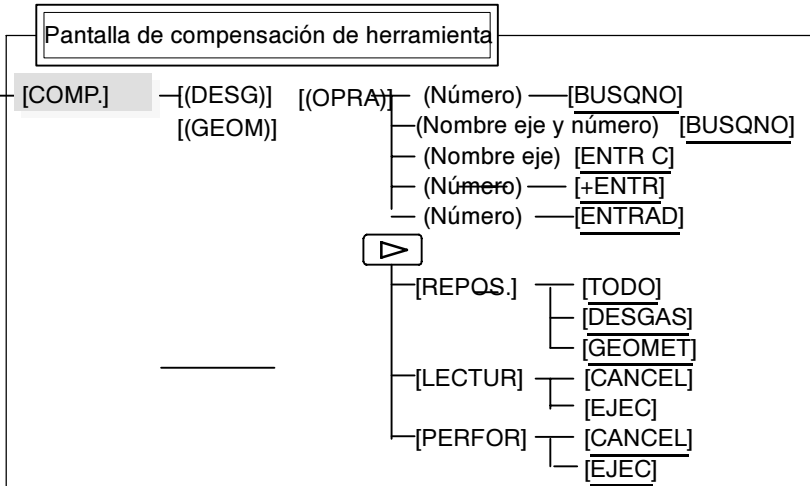 Pantalla de compensación de herramienta
[COMP.] [(DESG)] [(OPRA)] (Número) [BUSQNO]
[(GEOM)] (Nombre eje y número) [BUSQNO]
(Nombre eje) [ENTR C]
(Número) [+ENTR]
(Número) [ENTRAD]
[REPOS.] [TODO]
[DESGAS]
[GEOMET]
[LECTUR] [CANCEL]
[EJEC]
[PERFOR] [CANCEL]
[EJEC]